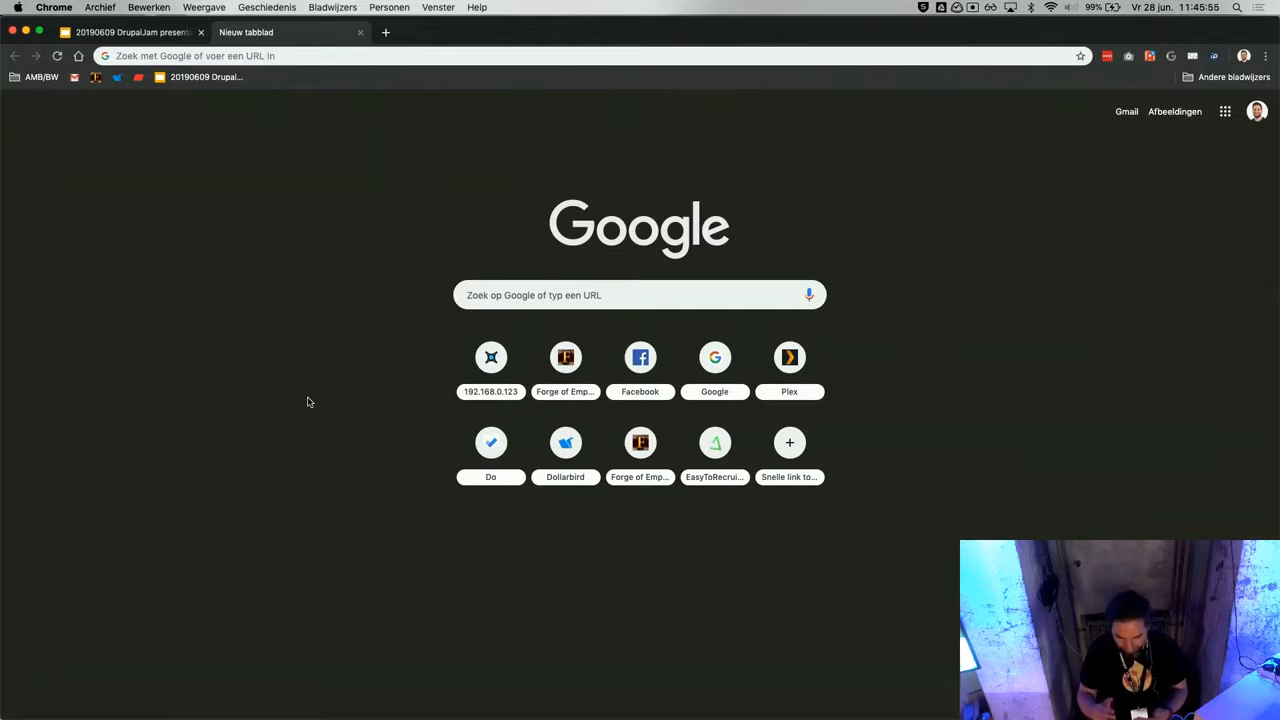 Chrome Archief Bewerken Weergave Geschiedenis Bladwijzers Personen Venster Help 99% Vr 28 jun. 11:45:55
20190609 DrupalJam present Nieuw tabblad
Zoek met Google of voer een URL in
AMB/BW 20190609 Drupal... Andere bladwijzers
Gmail Afbeeldingen
Google
Zoek op Google of typ een URL
192.168.0.123 Forge of Emp... Facebook Google Plex
Do Dollarbird Forge of Emp... EasyToRecrui... Snelle link to...